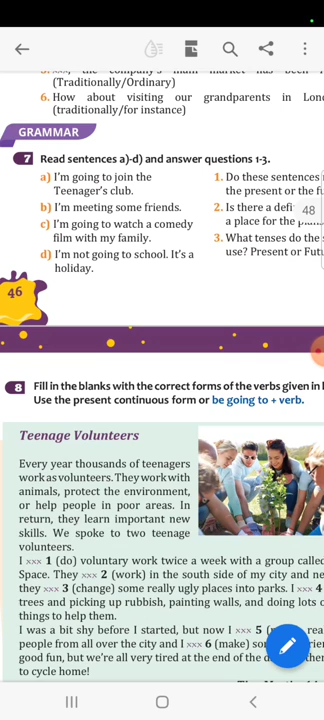 (Traditionally/Ordinary)
6. How about visiting our grandparents in Lon
(traditionally/for instance)
GRAMMAR
7 Read sentences a)-d) and answer questions 1-3.
a) I'm going to join the
Teenager's club.
b) I'm meeting some friends.
c) I'm going to watch a comedy
film with my family.
d) I'm not going to school. It's a
holiday.
1. Do these sentences
the present or the fu
2. Is there a defi
a place for the plans
48
3. What tenses do the s
use? Present or Futu
46
8 Fill in the blanks with the correct forms of the verbs given in
Use the present continuous form or be going to + verb.
Teenage Volunteers
Every year thousands of teenagers
work as volunteers. They work with
animals, protect the environment,
or help people in poor areas. In
return, they learn important new
skills. We spoke to two teenage
volunteers.
I ××× 1 (do) voluntary work twice a week with a group called
Space. They ××× 2 (work) in the south side of my city and ne
they ××× 3 (change) some really ugly places into parks. I ××× 4
trees and picking up rubbish, painting walls, and doing lots o
things to help them.
I was a bit shy before I started, but now I ××× 5
people from all over the city and I ××× 6 (make)
good fun, but we're all very tired at the end of the
to cycle home!